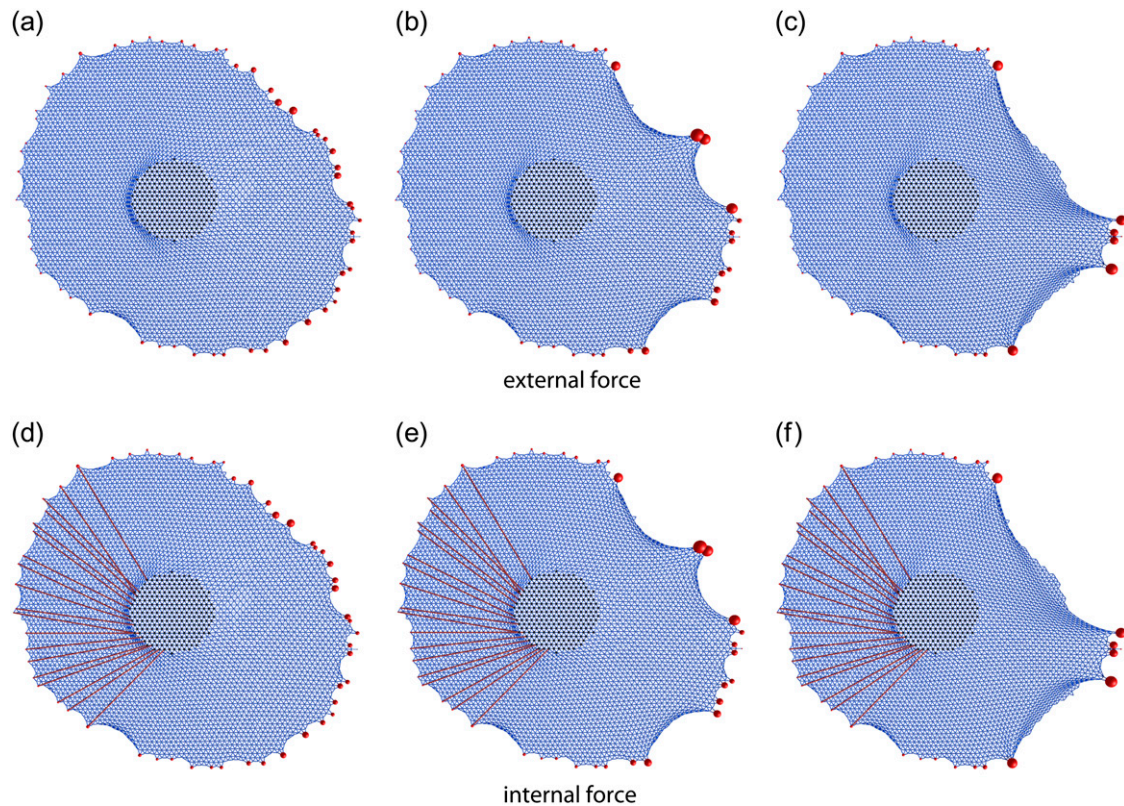 (a) (b) (c)
external force
(d) (e) (f)
internal force